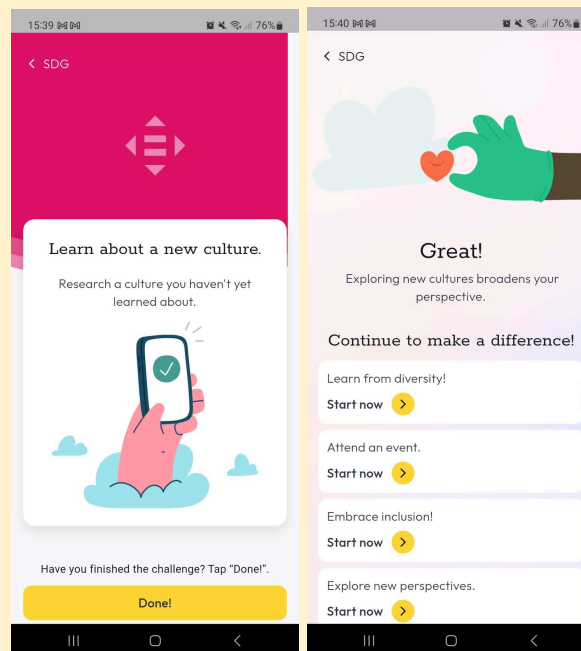 15:39
76%
< SDG
Learn about a new culture.
Research a culture you haven't yet
learned about.
Have you finished the challenge? Tap “Done!”.
Done!
15:40
76%
< SDG
Great!
Exploring new cultures broadens your
perspective.
Continue to make a difference!
Learn from diversity!
Start now >
Attend an event.
Start now >
Embrace inclusion!
Start now >
Explore new perspectives.
Start now >